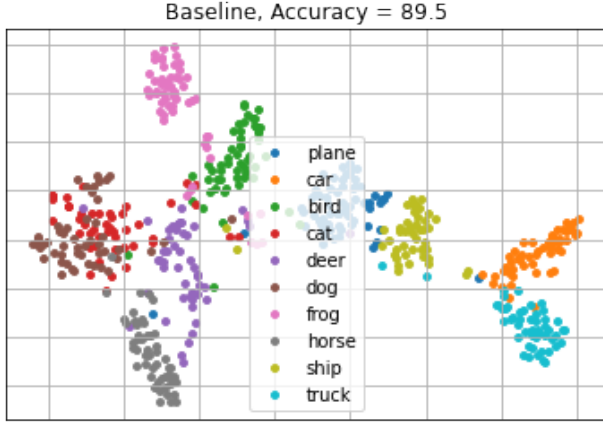 Baseline, Accuracy = 89.5
plane
car
bird
cat
deer
dog
frog
horse
ship
truck